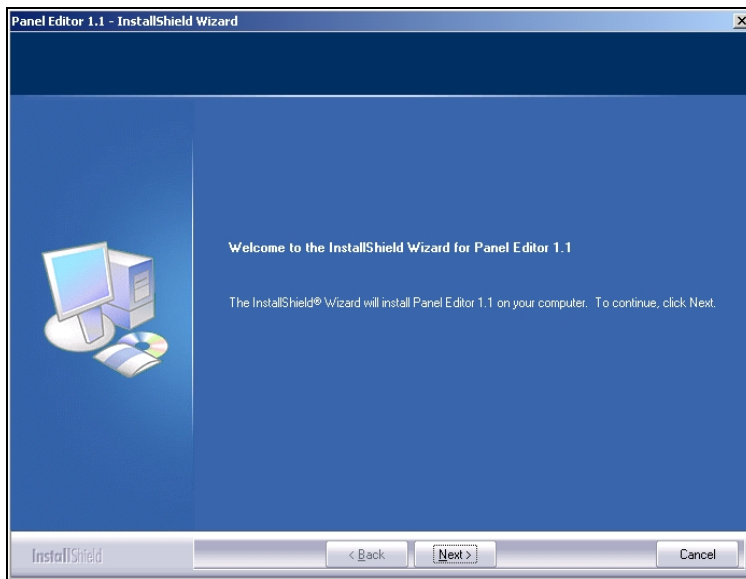 Panel Editor 1.1 - InstallShield Wizard
Welcome to the InstallShield Wizard for Panel Editor 1.1
The InstallShield® Wizard will install Panel Editor 1.1 on your computer. To continue, click Next.
InstallShield
< Back
Next >
Cancel